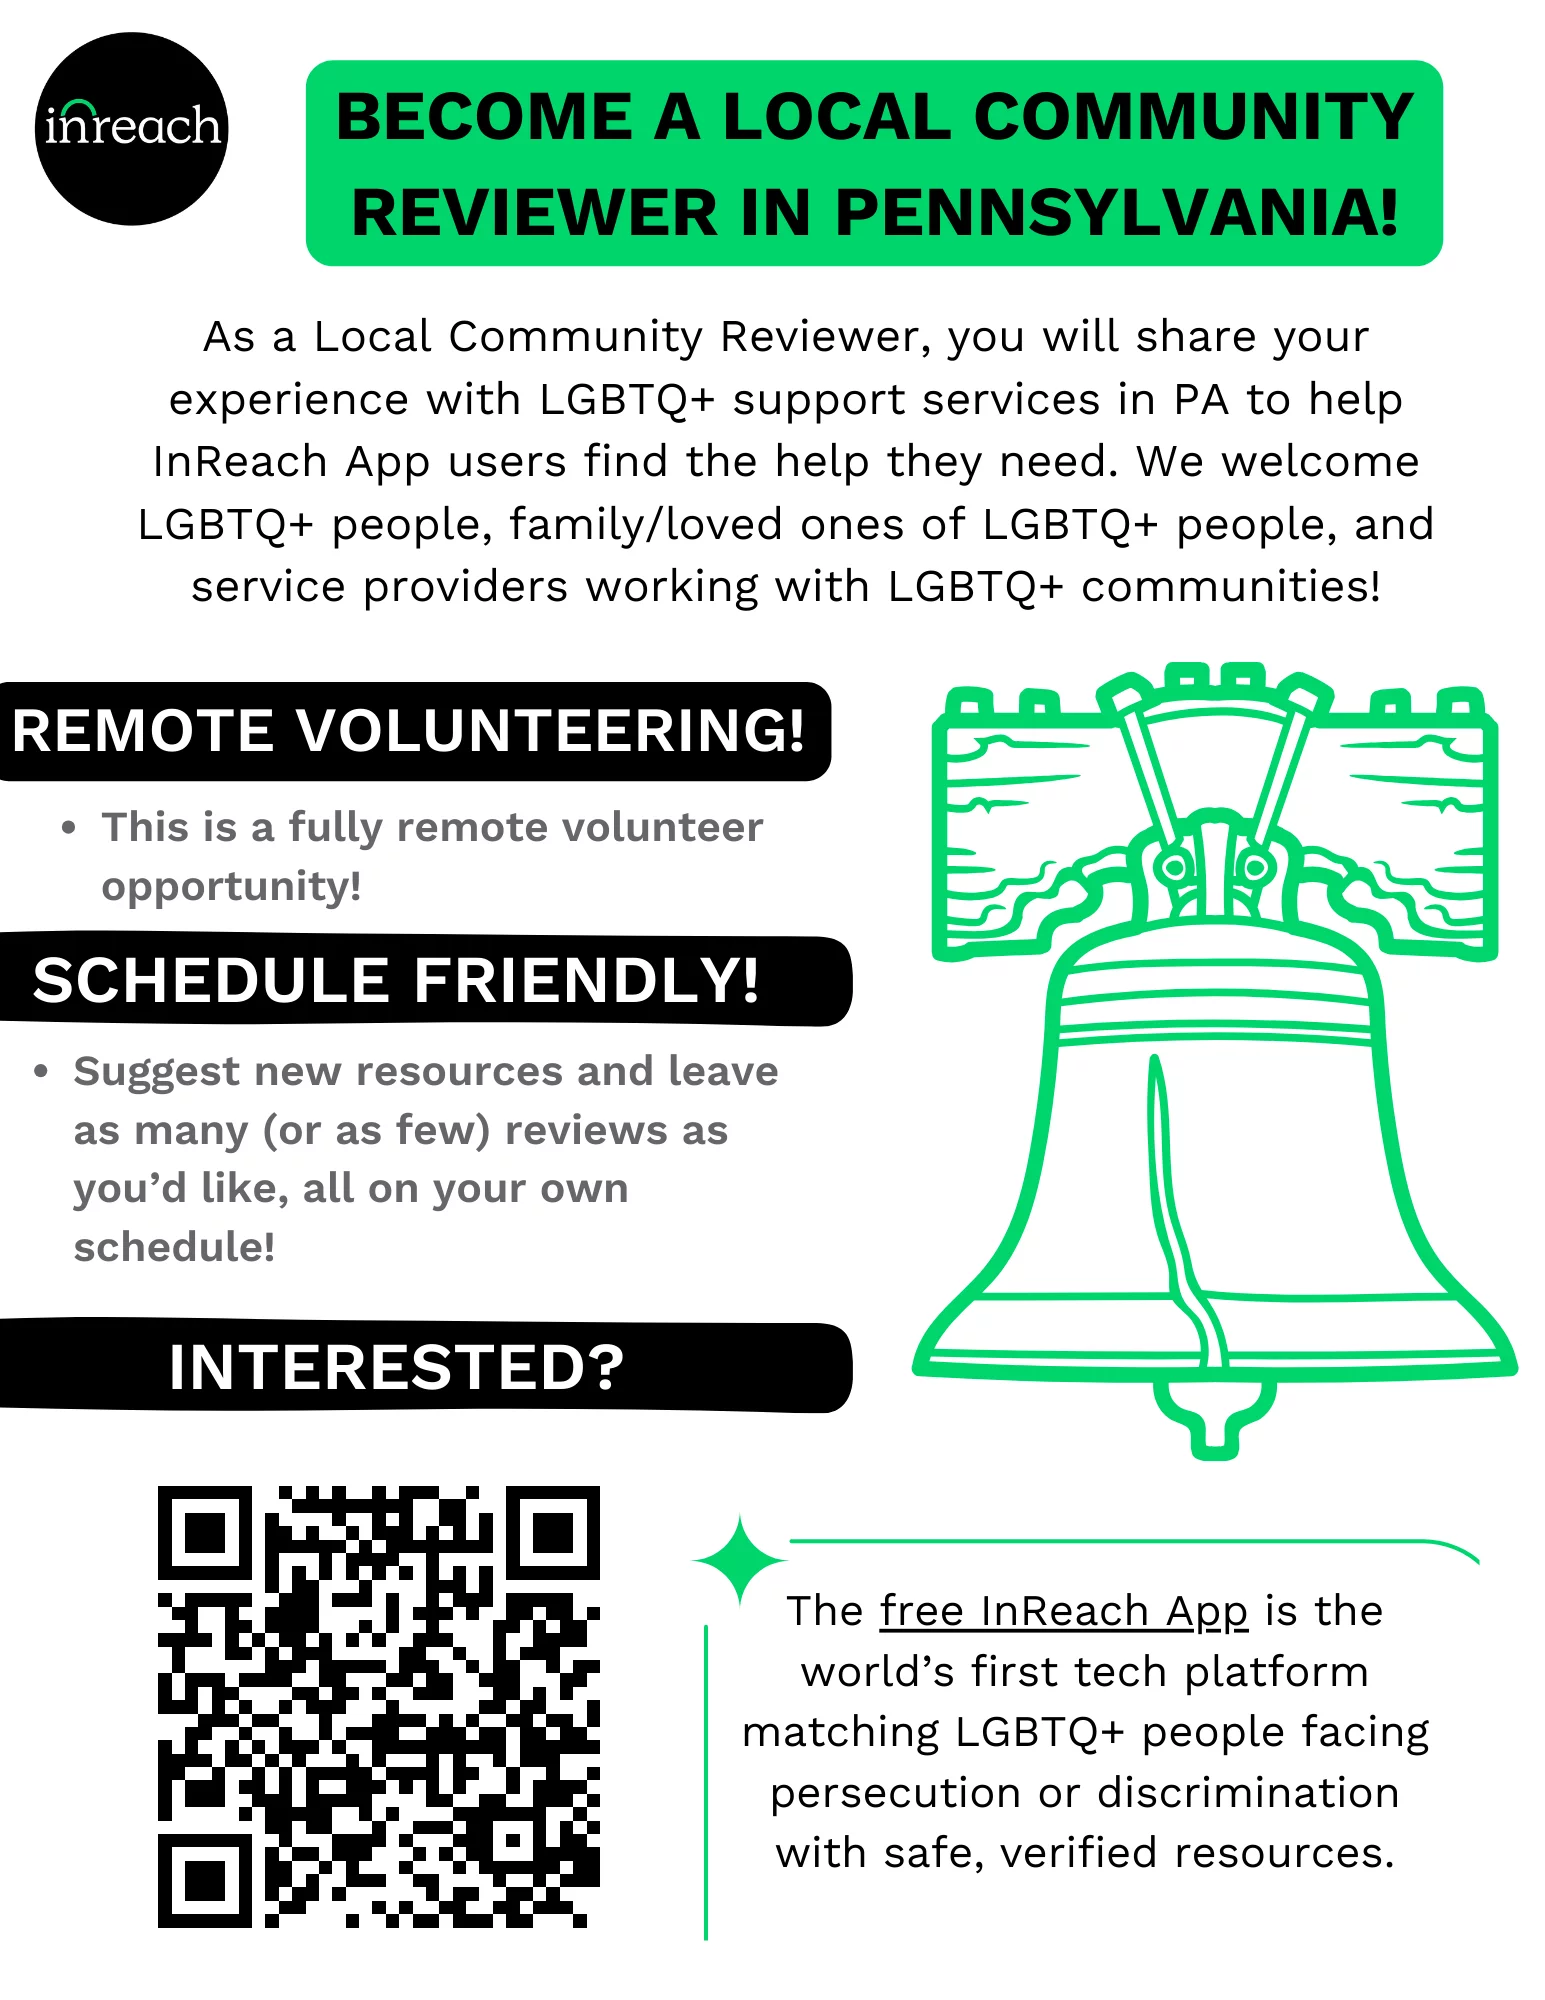 inreach
BECOME A LOCAL COMMUNITY
REVIEWER IN PENNSYLVANIA!
As a Local Community Reviewer, you will share your
experience with LGBTQ+ support services in PA to help
InReach App users find the help they need. We welcome
LGBTQ+ people, family/loved ones of LGBTQ+ people, and
service providers working with LGBTQ+ communities!
REMOTE VOLUNTEERING!
• This is a fully remote volunteer
opportunity!
SCHEDULE FRIENDLY!
• Suggest new resources and leave
as many (or as few) reviews as
you’d like, all on your own
schedule!
INTERESTED?
The free InReach App is the
world’s first tech platform
matching LGBTQ+ people facing
persecution or discrimination
with safe, verified resources.